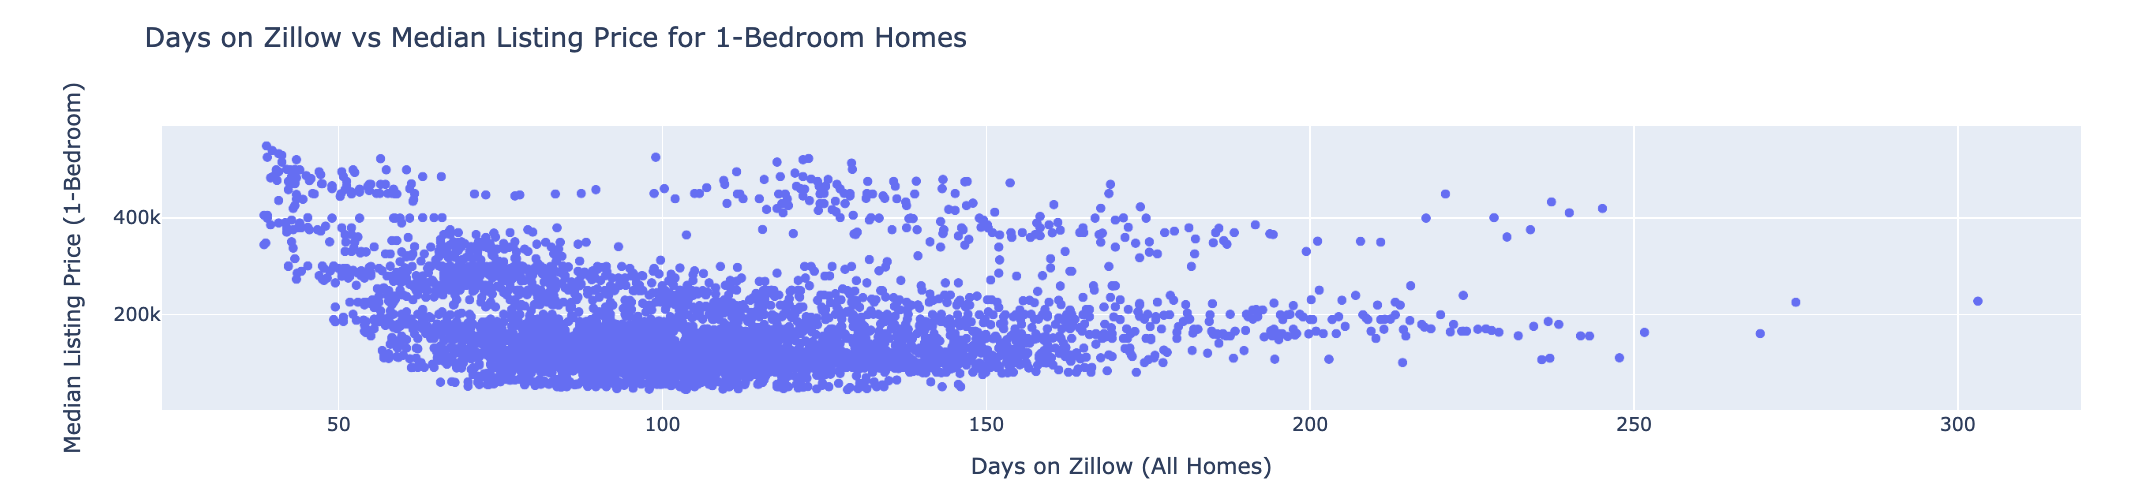 Days on Zillow vs Median Listing Price for 1-Bedroom Homes
Median Listing Price (1-Bedroom)
400k
200k
50 100 150 200 250 300
Days on Zillow (All Homes)